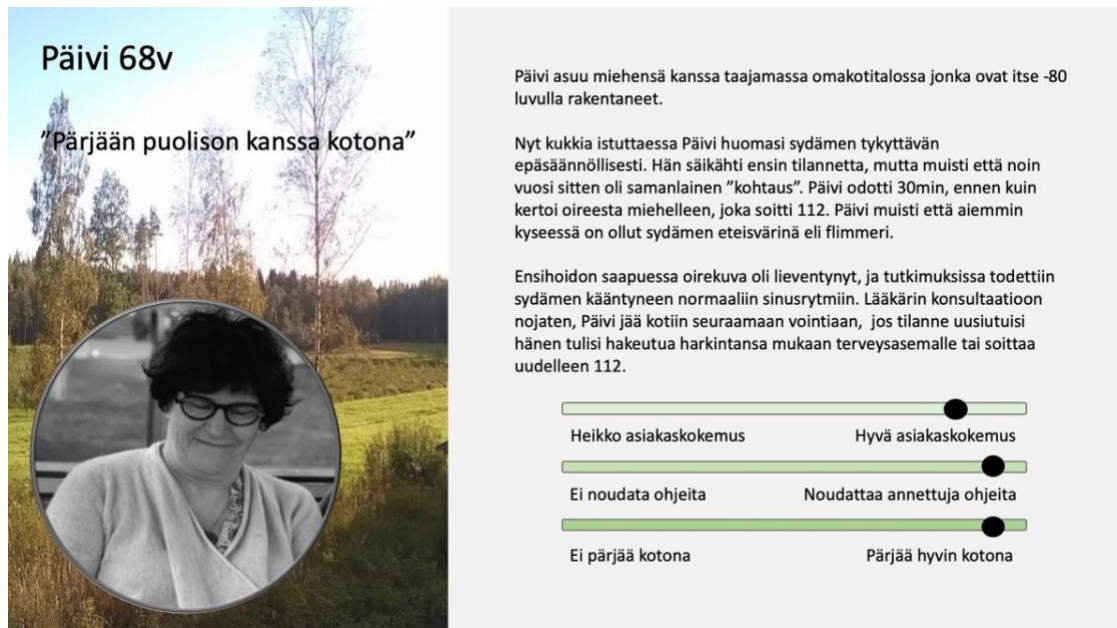 Päivi 68v
”Pärjään puolison kanssa kotona”
Päivi asuu miehensä kanssa taajamassa omakotitalossa jonka ovat itse -80
luvulla rakentaneet.
Nyt kukkia istuttaessa Päivi huomasi sydämen tykyttävän
epäsäännöllisesti. Hän säikähti ensin tilannetta, mutta muisti että noin
vuosi sitten oli samanlainen ”kohtaus”. Päivi odotti 30min, ennen kuin
kertoi oireesta miehelleen, joka soitti 112. Päivi muisti että aiemmin
kyseessä on ollut sydämen eteisvärinä eli flimmeri.
Ensihoidon saapuessa oirekuva oli lieventynyt, ja tutkimuksissa todettiin
sydämen kääntyneen normaaliin sinusrytmiin. Lääkärin konsultaatioon
nojaten, Päivi jää kotiin seuraamaan vointiaan, jos tilanne uusiutuisi
hänen tulisi hakeutua harkintansa mukaan terveysasemalle tai soittaa
uudelleen 112.
Heikko asiakaskokemus Hyvä asiakaskokemus
Ei noudata ohjeita Noudattaa annettuja ohjeita
Ei pärjää kotona Pärjää hyvin kotona